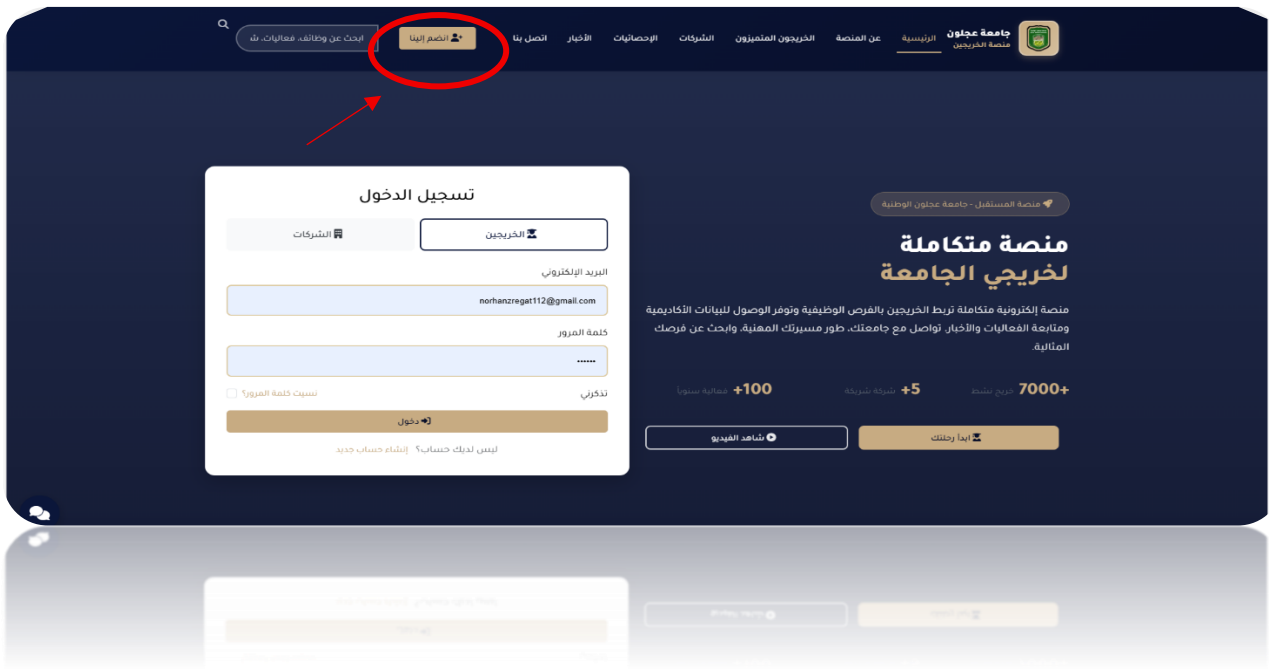 جامعة عجلون
منصة الخريجين
الرئيسية
عن المنصة
الخريجون المتميزون
الشركات
الإحصائيات
الأخبار
اتصل بنا
انضم إلينا
ابحث عن وظائف، فعاليات، ش
منصة المستقبل - جامعة عجلون الوطنية
منصة متكاملة
لخريجي الجامعة
منصة إلكترونية متكاملة تربط الخريجين بالفرص الوظيفية وتوفر الوصول للبيانات الأكاديمية
ومتابعة الفعاليات والأخبار. تواصل مع جامعتك، طور مسيرتك المهنية، وابحث عن فرصك
المثالية.
7000+ خريج نشط
5+ شركة شريكة
100+ فعالية سنوياً
ابدأ رحلتك
شاهد الفيديو
تسجيل الدخول
الخريجين
الشركات
البريد الإلكتروني
norhanzregat112@gmail.com
كلمة المرور
••••••
تذكرني
نسيت كلمة المرور؟
دخول
ليس لديك حساب؟ إنشاء حساب جديد